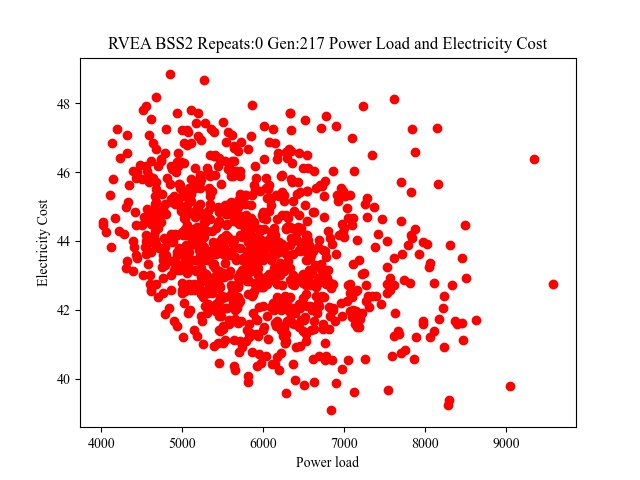 RVEA BSS2 Repeats:0 Gen:217 Power Load and Electricity Cost
48
46
44
42
40
Electricity Cost
4000 5000 6000 7000 8000 9000
Power load